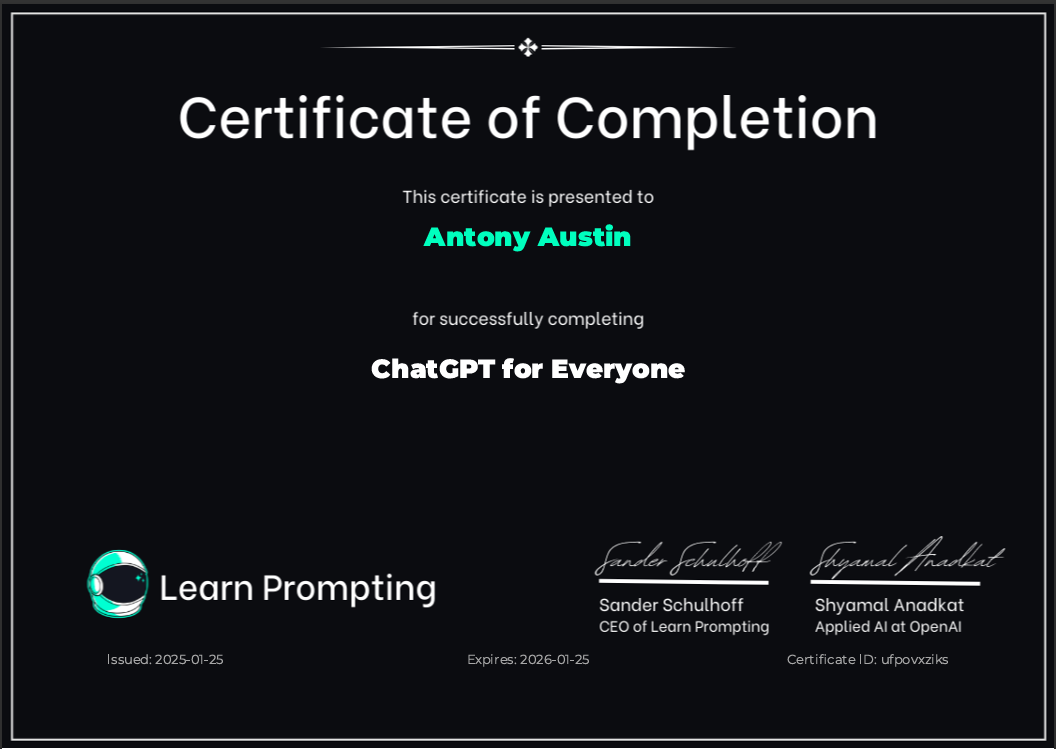 Certificate of Completion
This certificate is presented to
Antony Austin
for successfully completing
ChatGPT for Everyone
Learn Prompting
Sander Schulhoff
Shyamal Anadkat
Sander Schulhoff
CEO of Learn Prompting
Shyamal Anadkat
Applied AI at OpenAI
Issued: 2025-01-25
Expires: 2026-01-25
Certificate ID: ufpovxziks